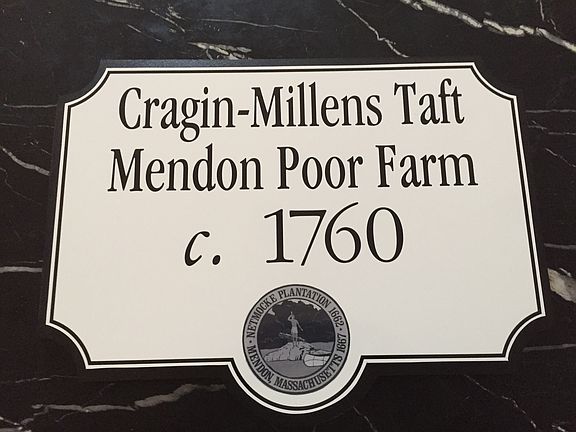 Cragin-Millens Taft
Mendon Poor Farm
c. 1760
NETMOCKE PLANTATION 1662 ·
MENDON, MASSACHUSETTS 1667 ·